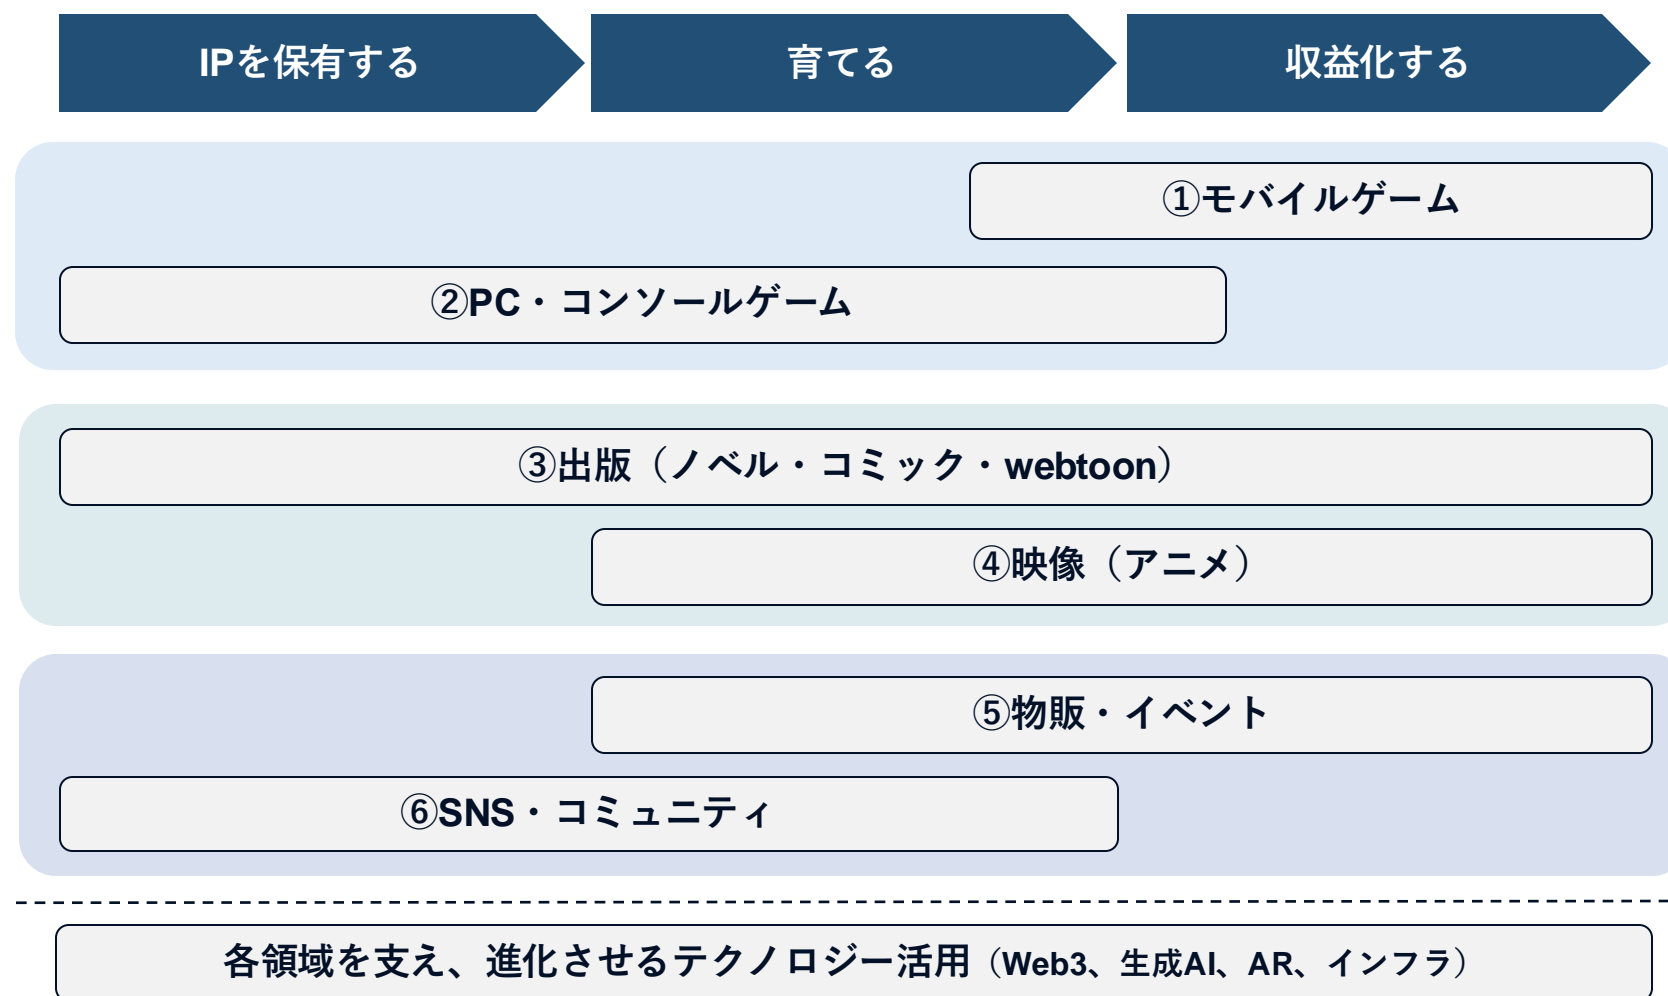 IPを保有する
育てる
収益化する
①モバイルゲーム
②PC・コンソールゲーム
③出版（ノベル・コミック・webtoon）
④映像（アニメ）
⑤物販・イベント
⑥SNS・コミュニティ
各領域を支え、進化させるテクノロジー活用（Web3、生成AI、AR、インフラ）